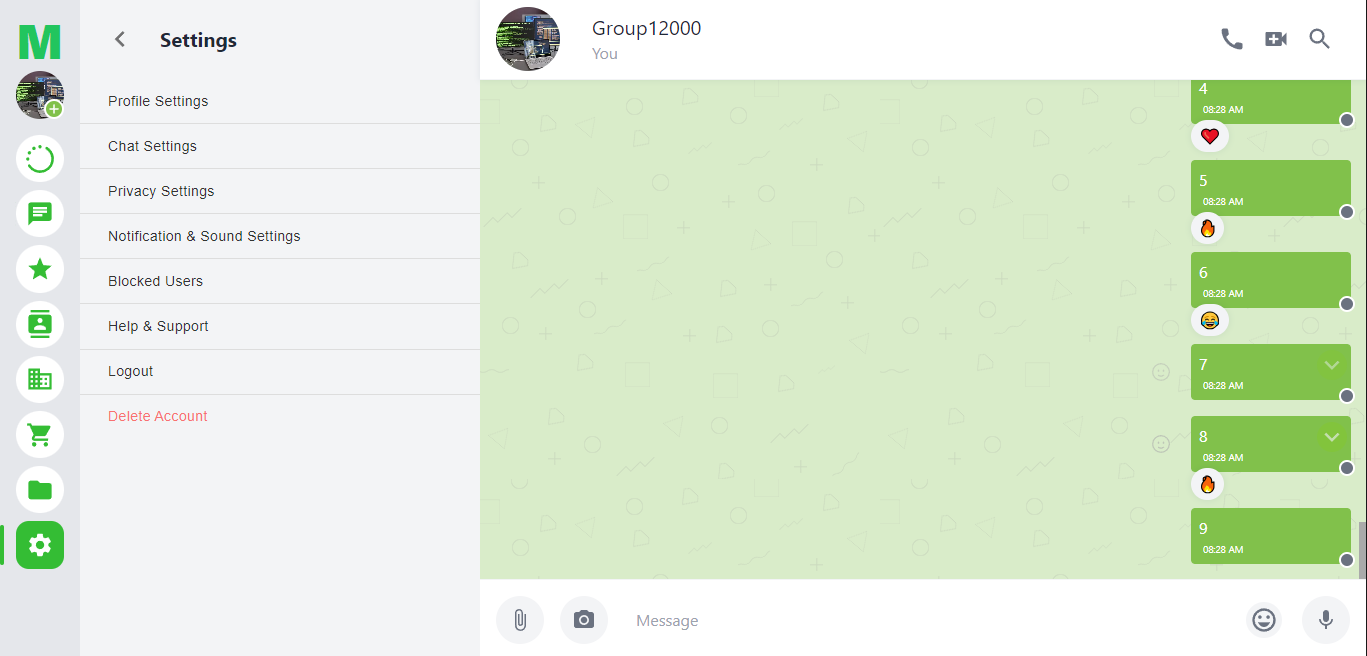 M
Settings
Profile Settings
Chat Settings
Privacy Settings
Notification & Sound Settings
Blocked Users
Help & Support
Logout
Delete Account
Group12000
You
4
08:28 AM
5
08:28 AM
6
08:28 AM
7
08:28 AM
8
08:28 AM
9
08:28 AM
Message